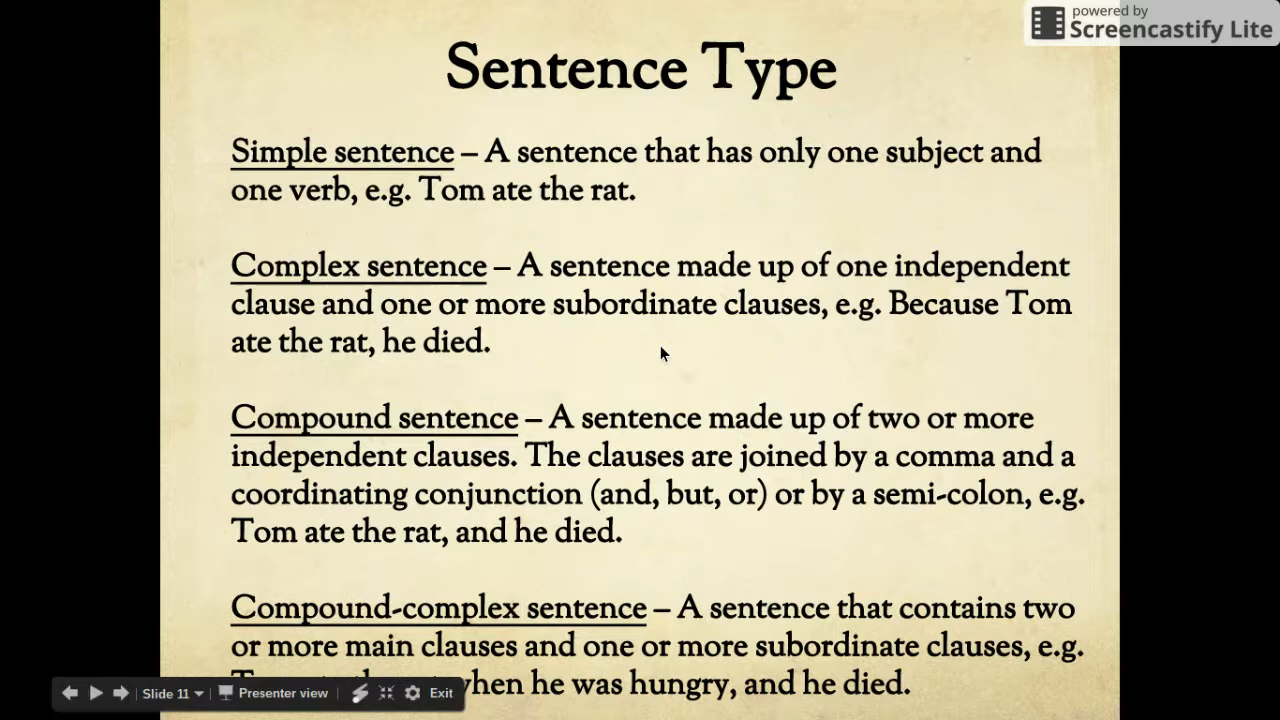 powered by
Screencastify Lite
Sentence Type
Simple sentence – A sentence that has only one subject and
one verb, e.g. Tom ate the rat.
Complex sentence – A sentence made up of one independent
clause and one or more subordinate clauses, e.g. Because Tom
ate the rat, he died.
Compound sentence – A sentence made up of two or more
independent clauses. The clauses are joined by a comma and a
coordinating conjunction (and, but, or) or by a semi-colon, e.g.
Tom ate the rat, and he died.
Compound-complex sentence – A sentence that contains two
or more main clauses and one or more subordinate clauses, e.g.
when he was hungry, and he died.
Slide 11 Presenter view Exit